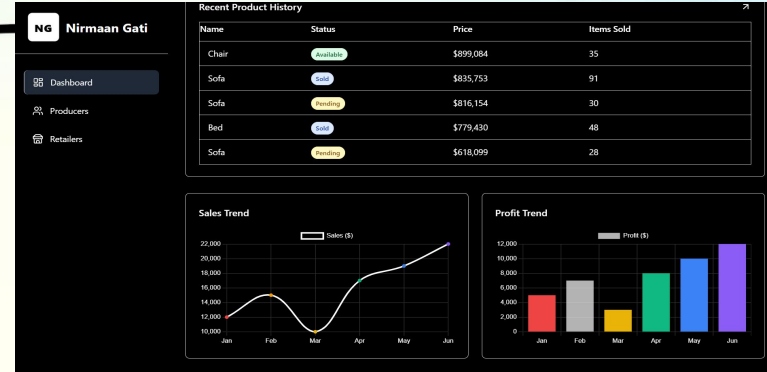 NG Nirmaan Gati
Dashboard
Producers
Retailers
Recent Product History
Name Status Price Items Sold
Chair Available $899,084 35
Sofa Sold $835,753 91
Sofa Pending $816,154 30
Bed Sold $779,430 48
Sofa Pending $618,099 28
Sales Trend
Sales ($)
22,000
20,000
18,000
16,000
14,000
12,000
10,000
Jan Feb Mar Apr May Jun
Profit Trend
Profit ($)
12,000
10,000
8,000
6,000
4,000
2,000
0
Jan Feb Mar Apr May Jun